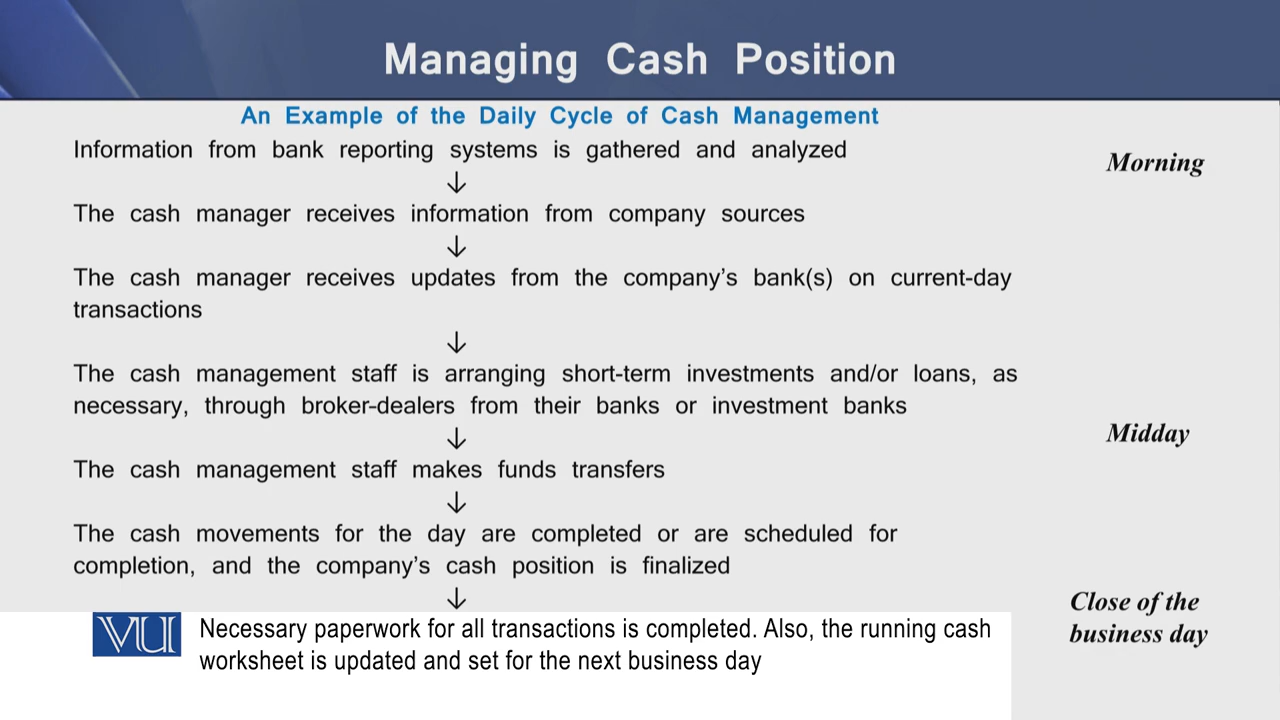 Managing Cash Position
An Example of the Daily Cycle of Cash Management
Information from bank reporting systems is gathered and analyzed
Morning
↓
The cash manager receives information from company sources
↓
The cash manager receives updates from the company’s bank(s) on current-day
transactions
↓
The cash management staff is arranging short-term investments and/or loans, as
necessary, through broker-dealers from their banks or investment banks
Midday
↓
The cash management staff makes funds transfers
↓
The cash movements for the day are completed or are scheduled for
completion, and the company’s cash position is finalized
↓
Close of the
business day
VU
Necessary paperwork for all transactions is completed. Also, the running cash
worksheet is updated and set for the next business day